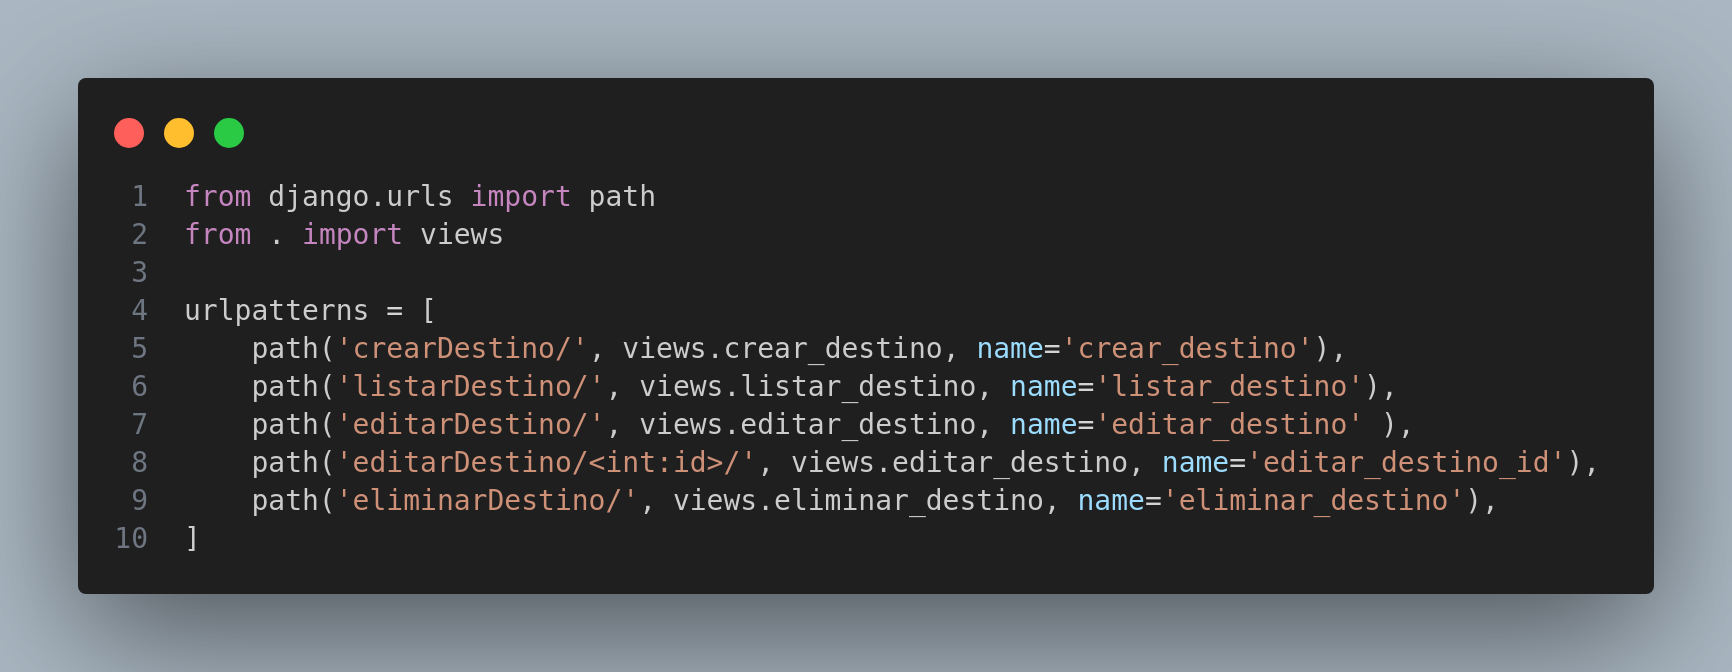 1 from django.urls import path
2 from . import views
3
4 urlpatterns = [
5     path('crearDestino/', views.crear_destino, name='crear_destino'),
6     path('listarDestino/', views.listar_destino, name='listar_destino'),
7     path('editarDestino/', views.editar_destino, name='editar_destino' ),
8     path('editarDestino/<int:id>/', views.editar_destino, name='editar_destino_id'),
9     path('eliminarDestino/', views.eliminar_destino, name='eliminar_destino'),
10 ]